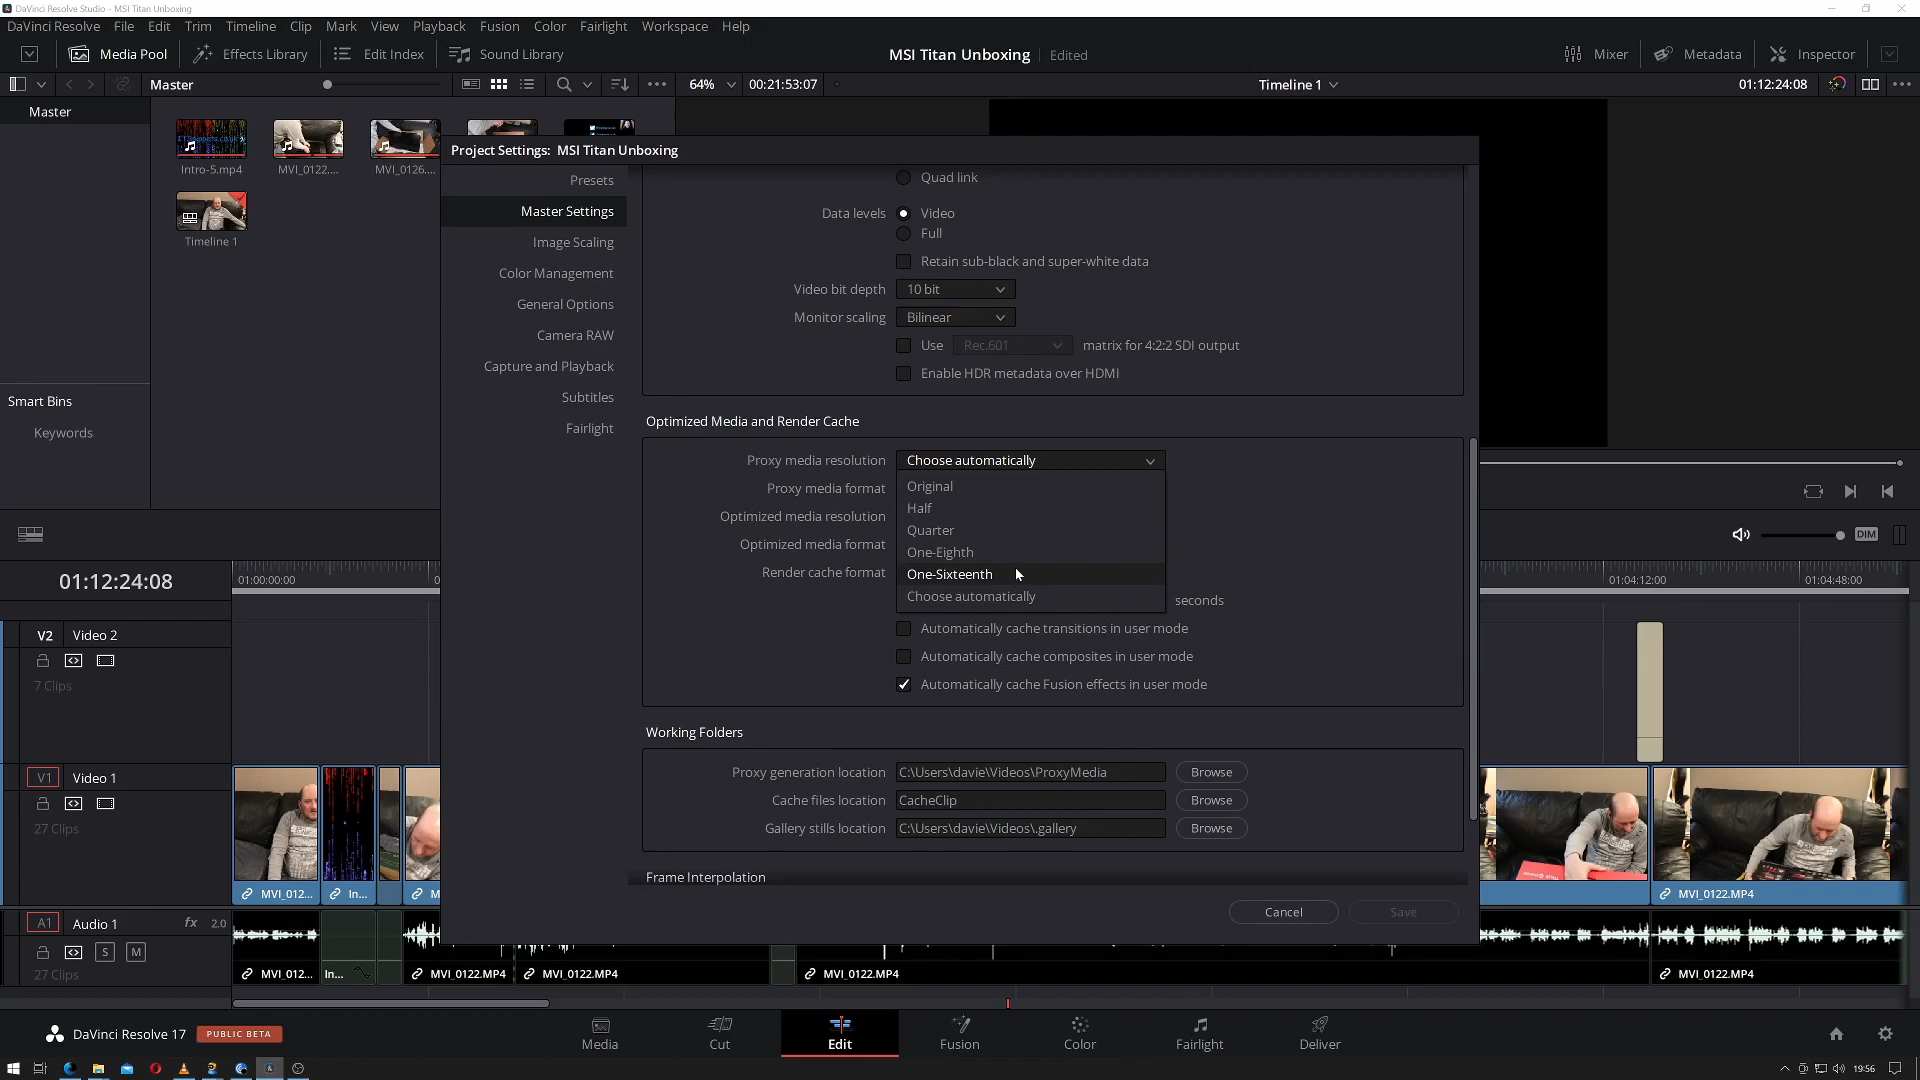 DaVinci Resolve Studio - MSI Titan Unboxing
DaVinci Resolve File Edit Trim Timeline Clip Mark View Playback Fusion Color Fairlight Workspace Help
Media Pool Effects Library Edit Index Sound Library MSI Titan Unboxing Edited Mixer Metadata Inspector
Master 64% 00:21:53:07 Timeline 1 01:12:24:08
Master
Intro-5.mp4 MVI_0122.... MVI_0126....
Timeline 1
Smart Bins
Keywords
Project Settings: MSI Titan Unboxing
Presets
Master Settings
Image Scaling
Color Management
General Options
Camera RAW
Capture and Playback
Subtitles
Fairlight
Quad link
Data levels Video
Full
Retain sub-black and super-white data
Video bit depth 10 bit
Monitor scaling Bilinear
Use Rec.601 matrix for 4:2:2 SDI output
Enable HDR metadata over HDMI
Optimized Media and Render Cache
Proxy media resolution Choose automatically
Proxy media format
Optimized media resolution
Optimized media format
Render cache format
Original
Half
Quarter
One-Eighth
One-Sixteenth
Choose automatically
seconds
Automatically cache transitions in user mode
Automatically cache composites in user mode
Automatically cache Fusion effects in user mode
Working Folders
Proxy generation location C:\Users\davie\Videos\ProxyMedia Browse
Cache files location CacheClip Browse
Gallery stills location C:\Users\davie\Videos\.gallery Browse
Frame Interpolation
Cancel Save
DIM
01:12:24:08 01:00:00:00 0 01:04:12:00 01:04:48:00
V2 Video 2
7 Clips
V1 Video 1
27 Clips
MVI_012... In... M MVI_0122.MP4
A1 Audio 1 fx 2.0
S M
27 Clips
MVI_012... In... MVI_0122.MP4 MVI_0122.MP4 MVI_0122.MP4 MVI_0122.MP4
DaVinci Resolve 17 PUBLIC BETA
Media Cut Edit Fusion Color Fairlight Deliver
19:56